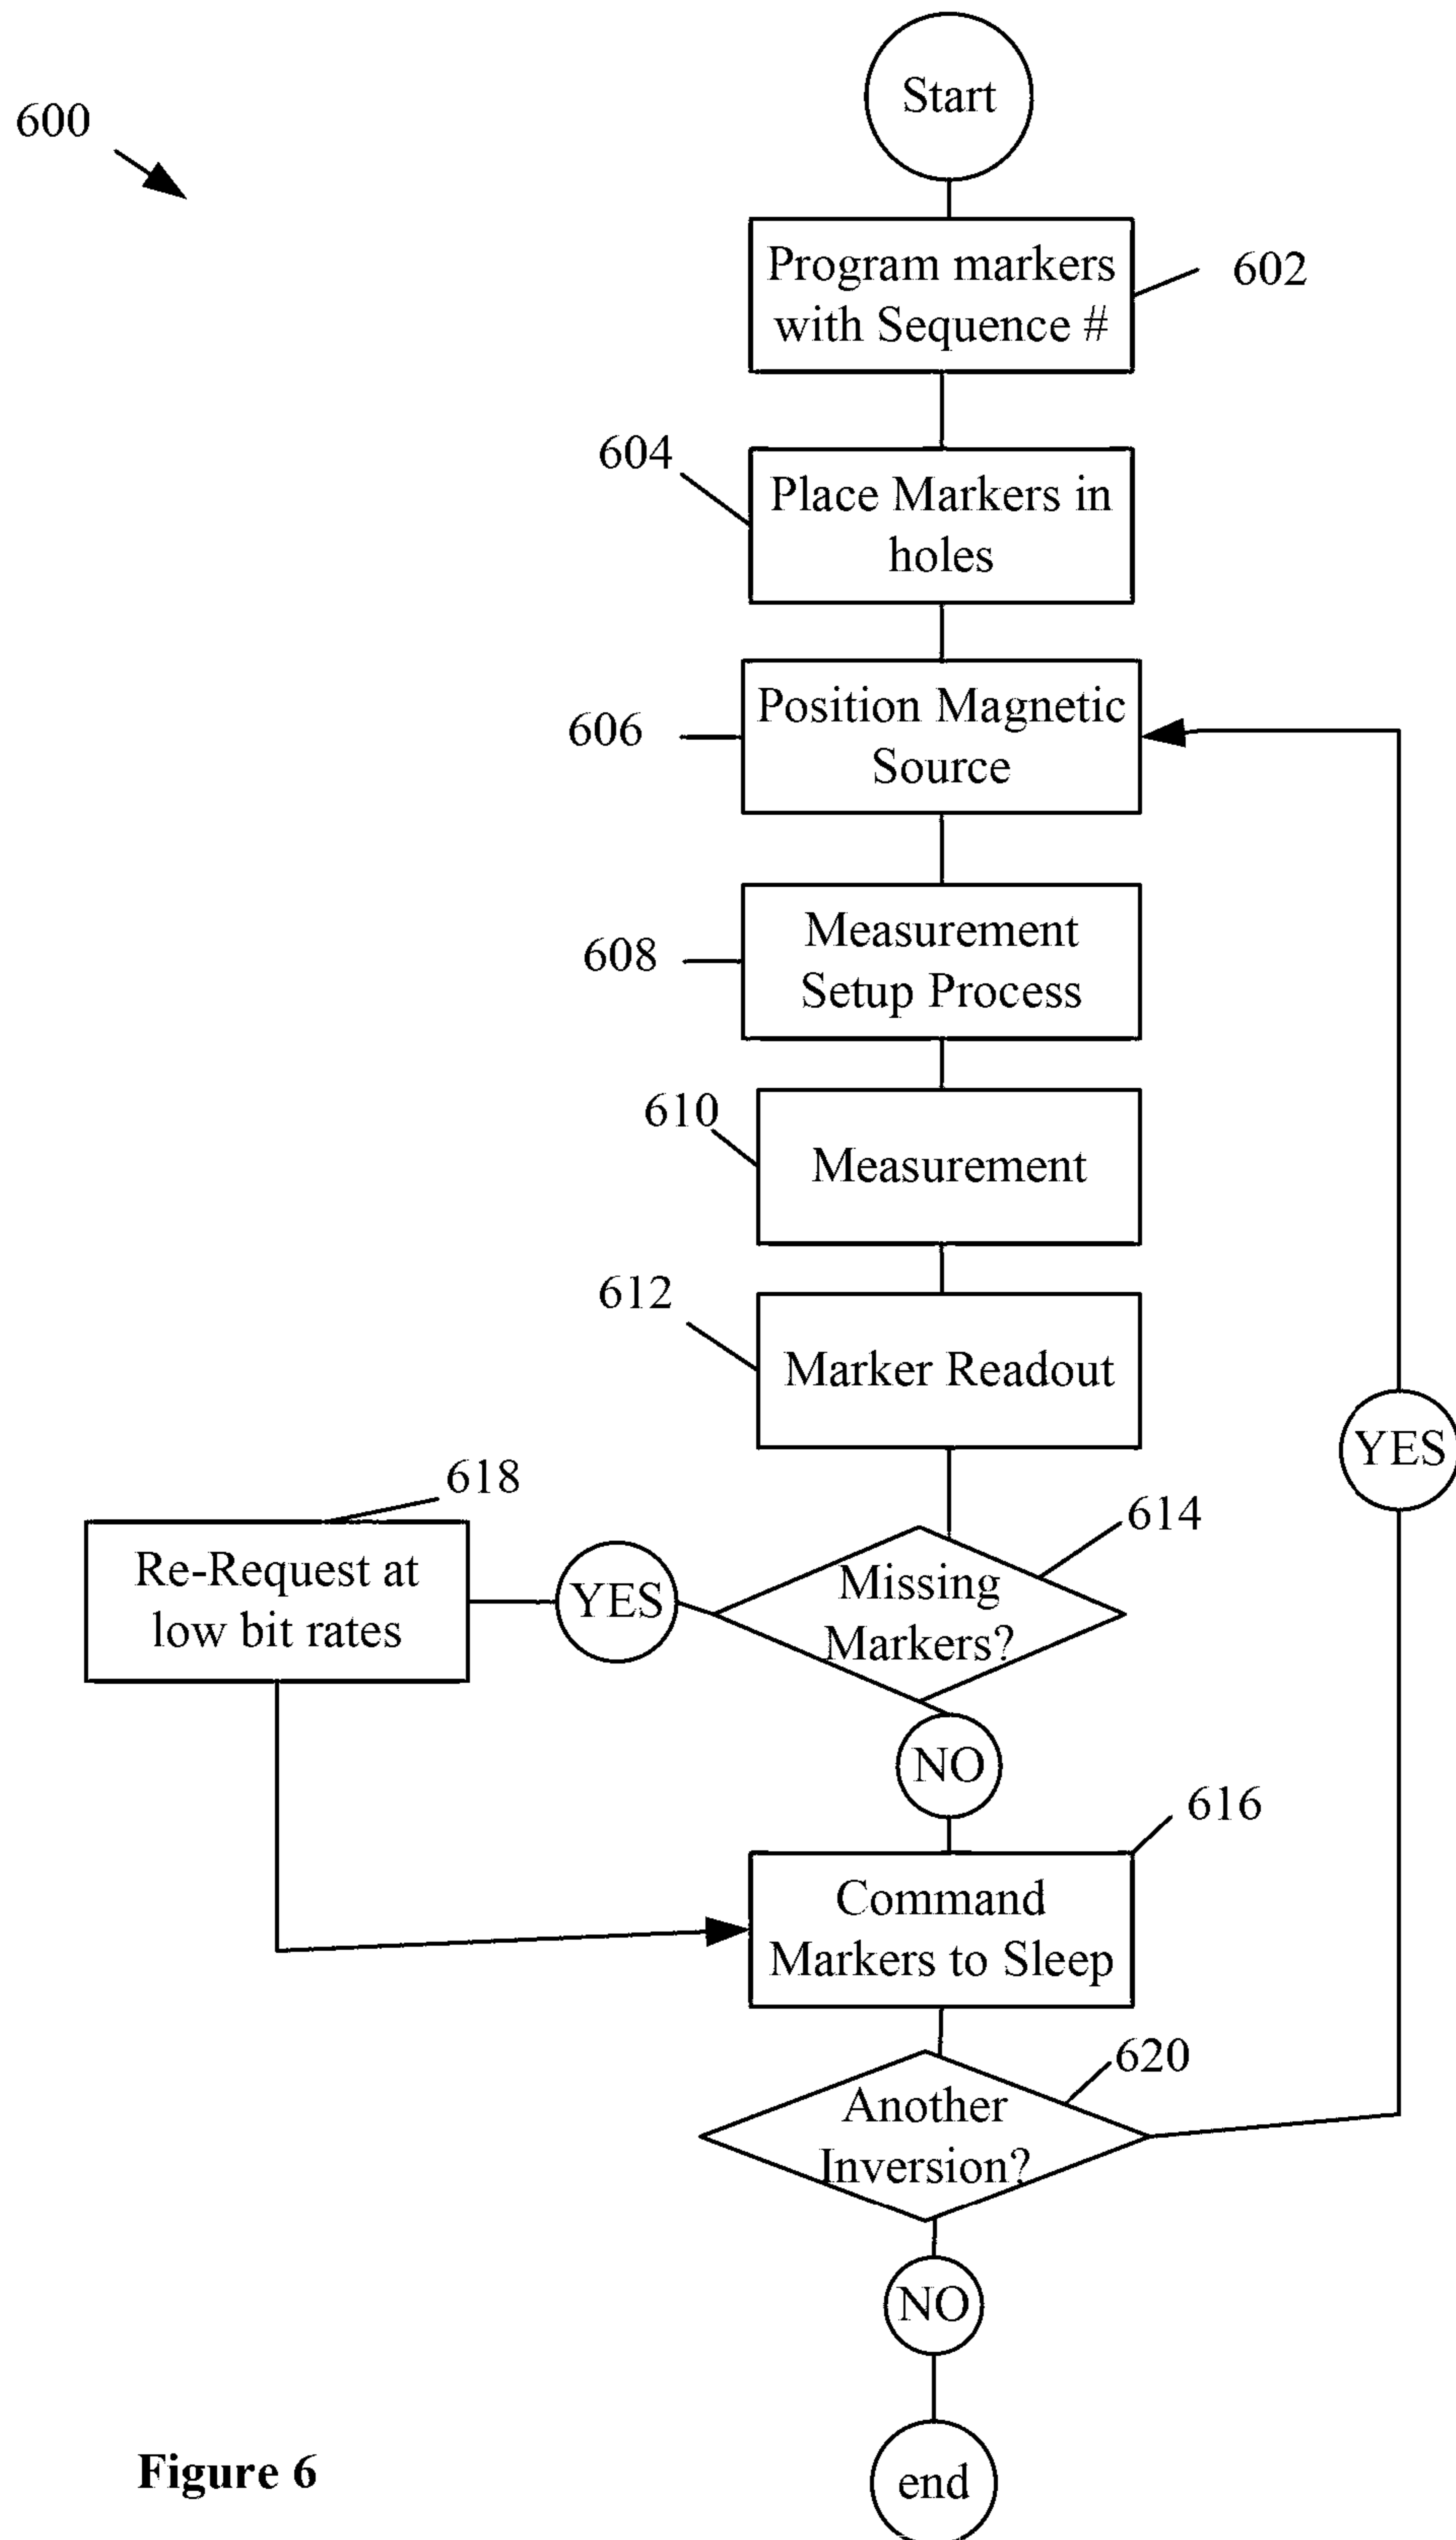 Start
600
Program markers
with Sequence #
602
604
Place Markers in
holes
606
Position Magnetic
Source
608
Measurement
Setup Process
610
Measurement
612
Marker Readout
YES
618
Re-Request at
low bit rates
YES
614
Missing
Markers?
NO
616
Command
Markers to Sleep
620
Another
Inversion?
NO
end
Figure 6